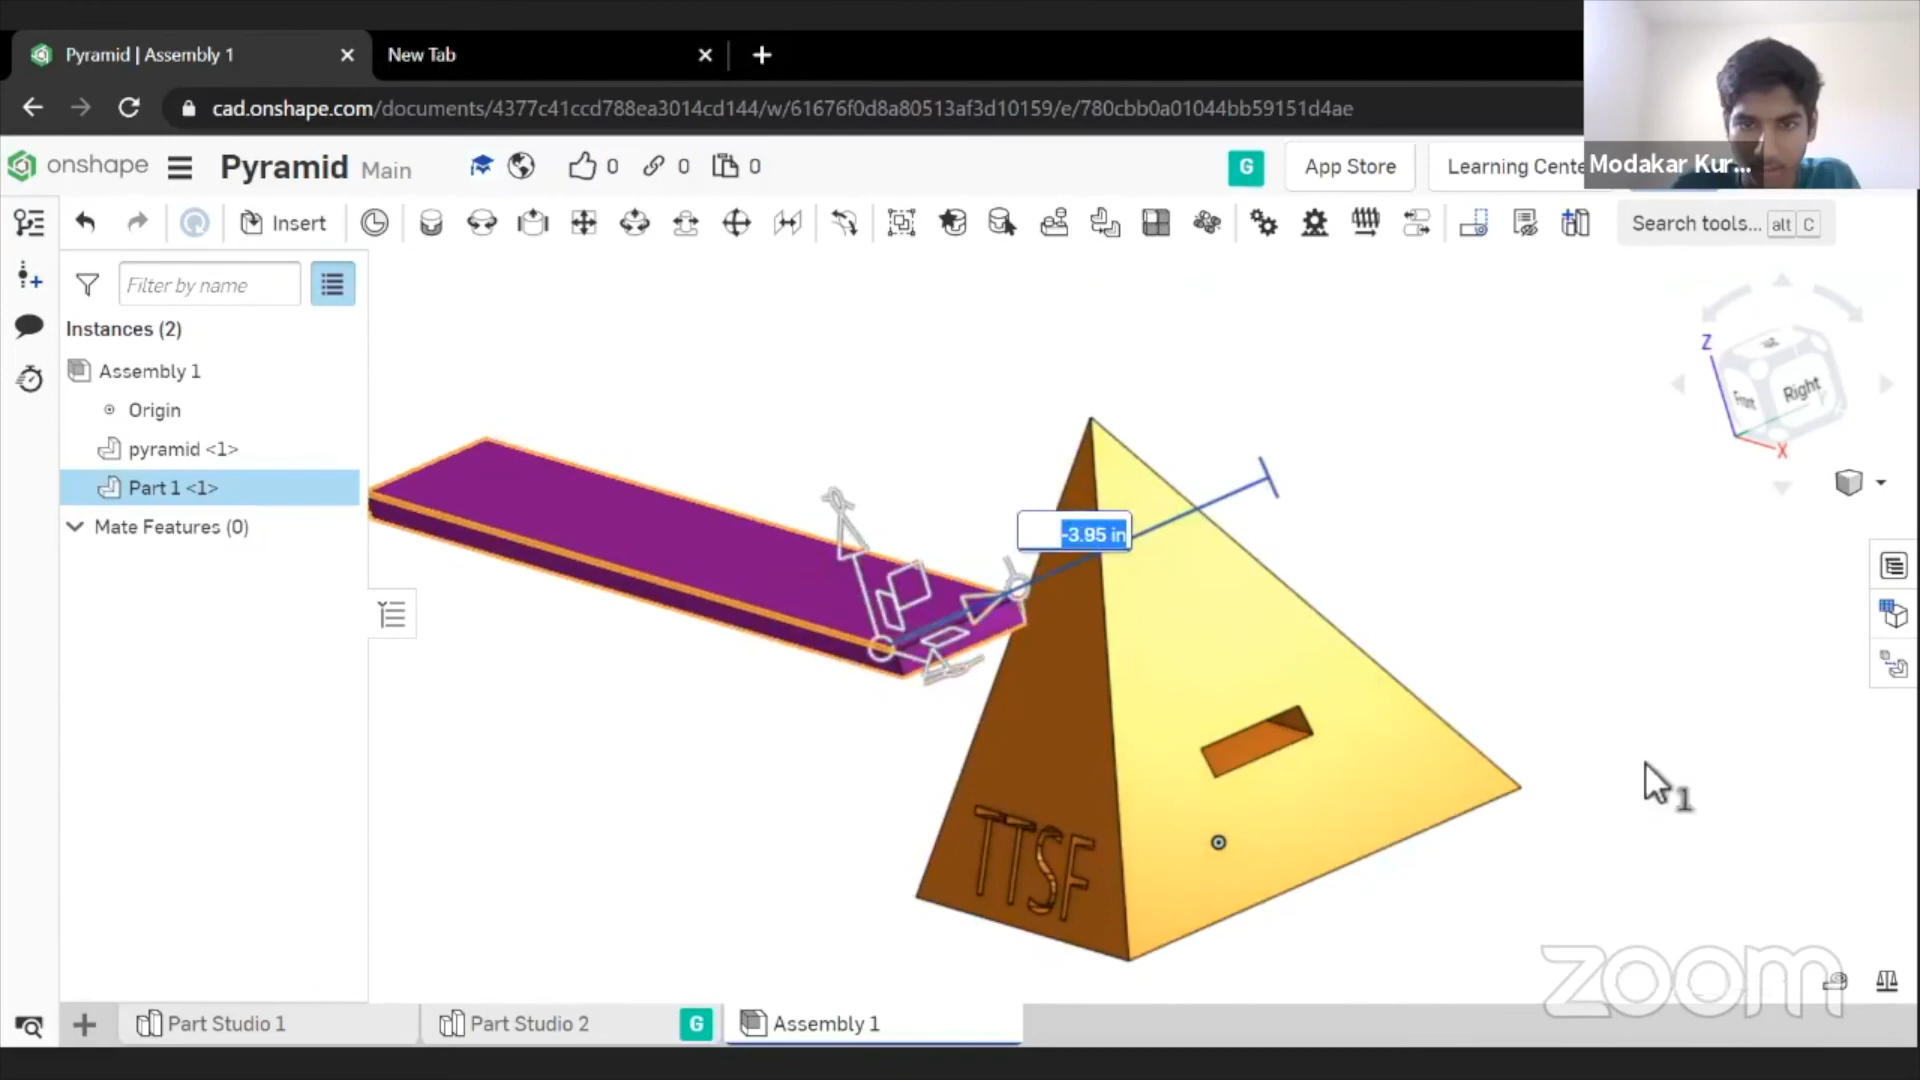 Pyramid | Assembly 1
New Tab
cad.onshape.com/documents/4377c41ccd788ea3014cd144/w/61676f0d8a80513af3d10159/e/780cbb0a01044bb59151d4ae
onshape
Pyramid Main
0
0
0
G
App Store
Learning Cente
Modakar Kur...
Insert
Search tools... alt C
Filter by name
Instances (2)
Assembly 1
Origin
pyramid <1>
Part 1 <1>
Mate Features (0)
-3.95 in
TTSF
Z
Front
Right
X
1
zoom
Part Studio 1
Part Studio 2
G
Assembly 1